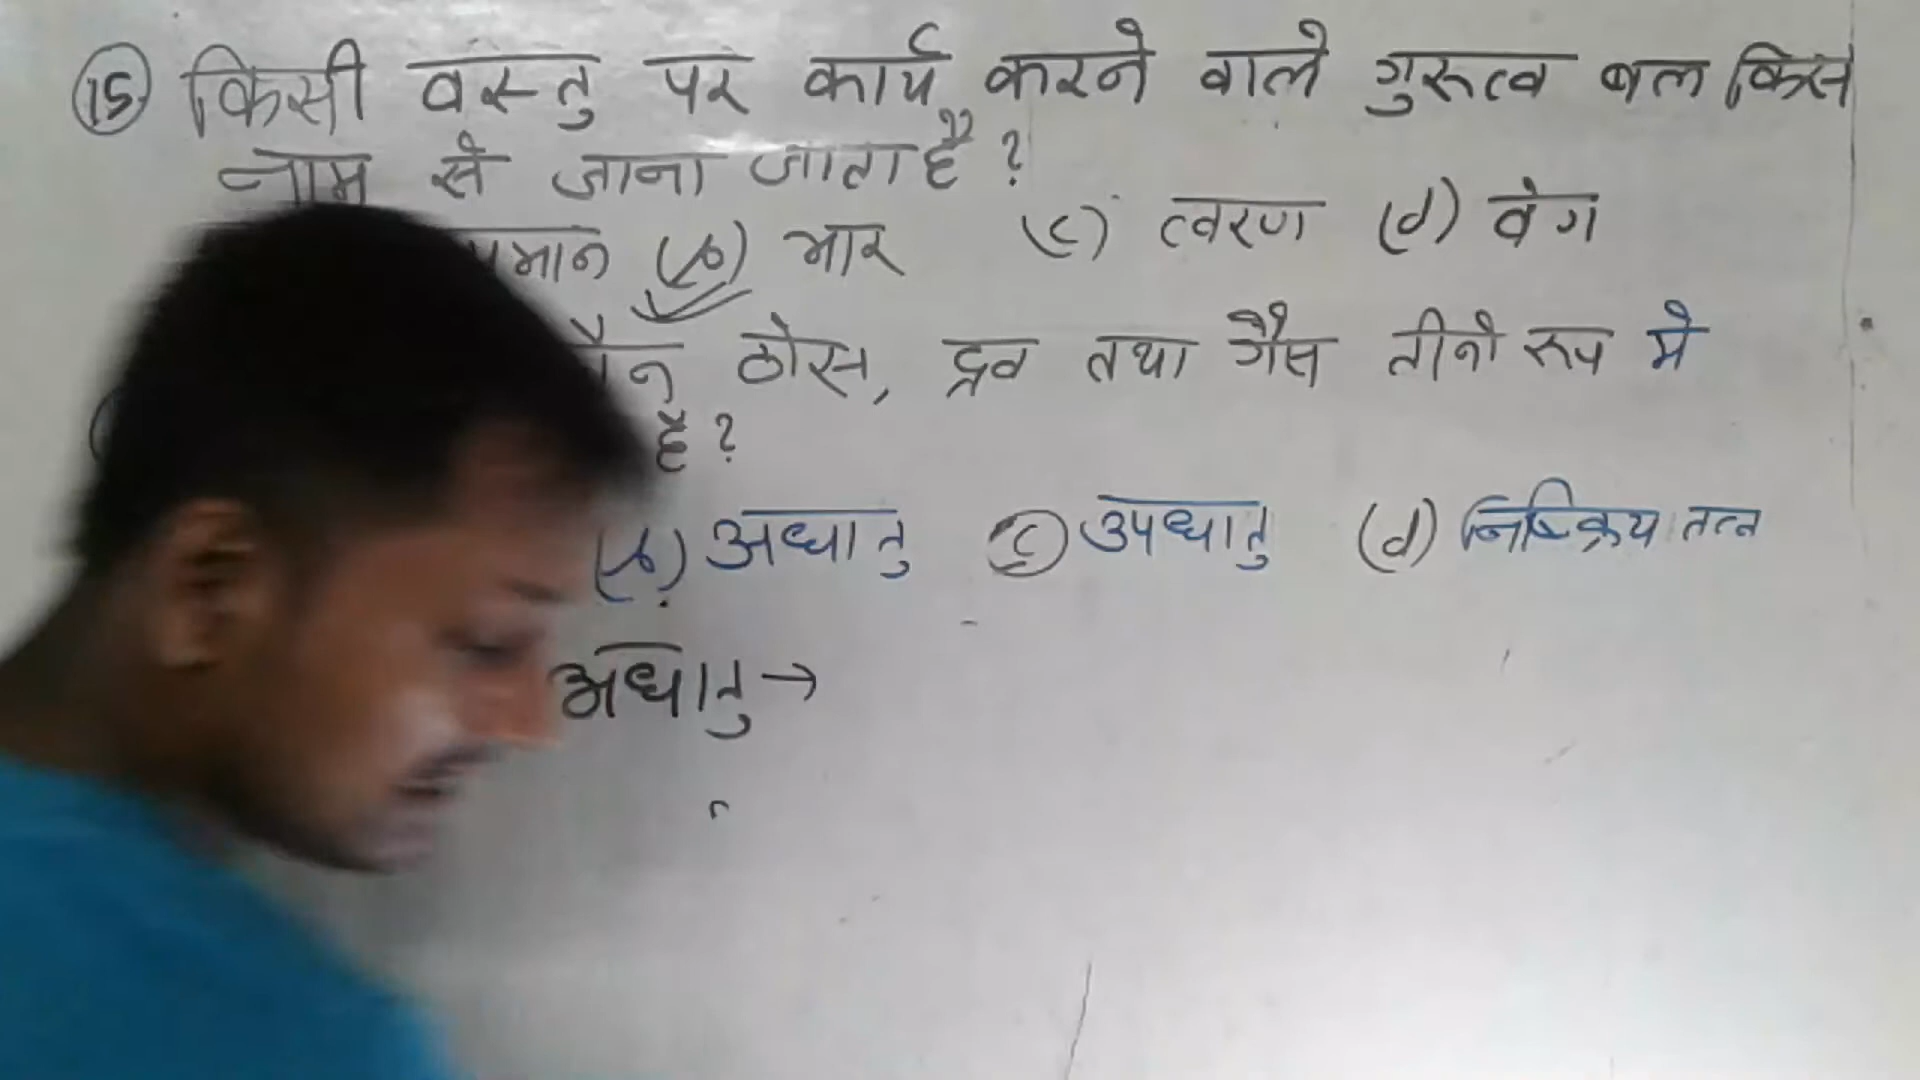 (15) किसी वस्तु पर कार्य करने वाले गुरुत्व बल किस
नाम से जाना जाता है ?
(b) भार (c) त्वरण (d) वेग
ठोस, द्रव तथा गैस तीनो रूप मे
है ?
(b) अधातु (c) उपधातु (d) निष्क्रिय तत्व
अधातु →